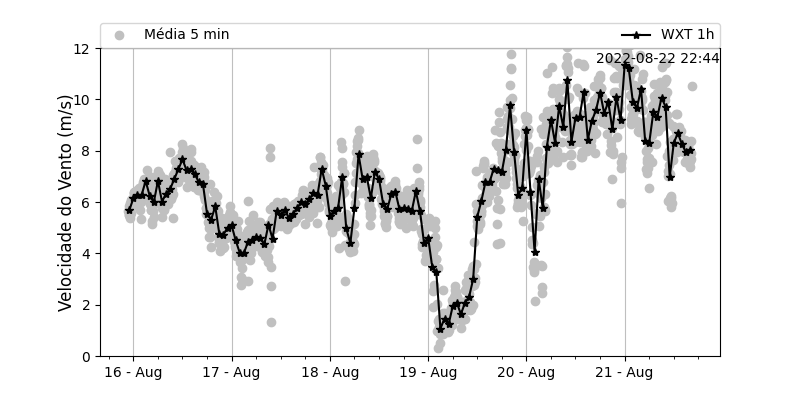 Média 5 min
WXT 1h
2022-08-22 22:44
Velocidade do Vento (m/s)
12
10
8
6
4
2
0
16 - Aug
17 - Aug
18 - Aug
19 - Aug
20 - Aug
21 - Aug